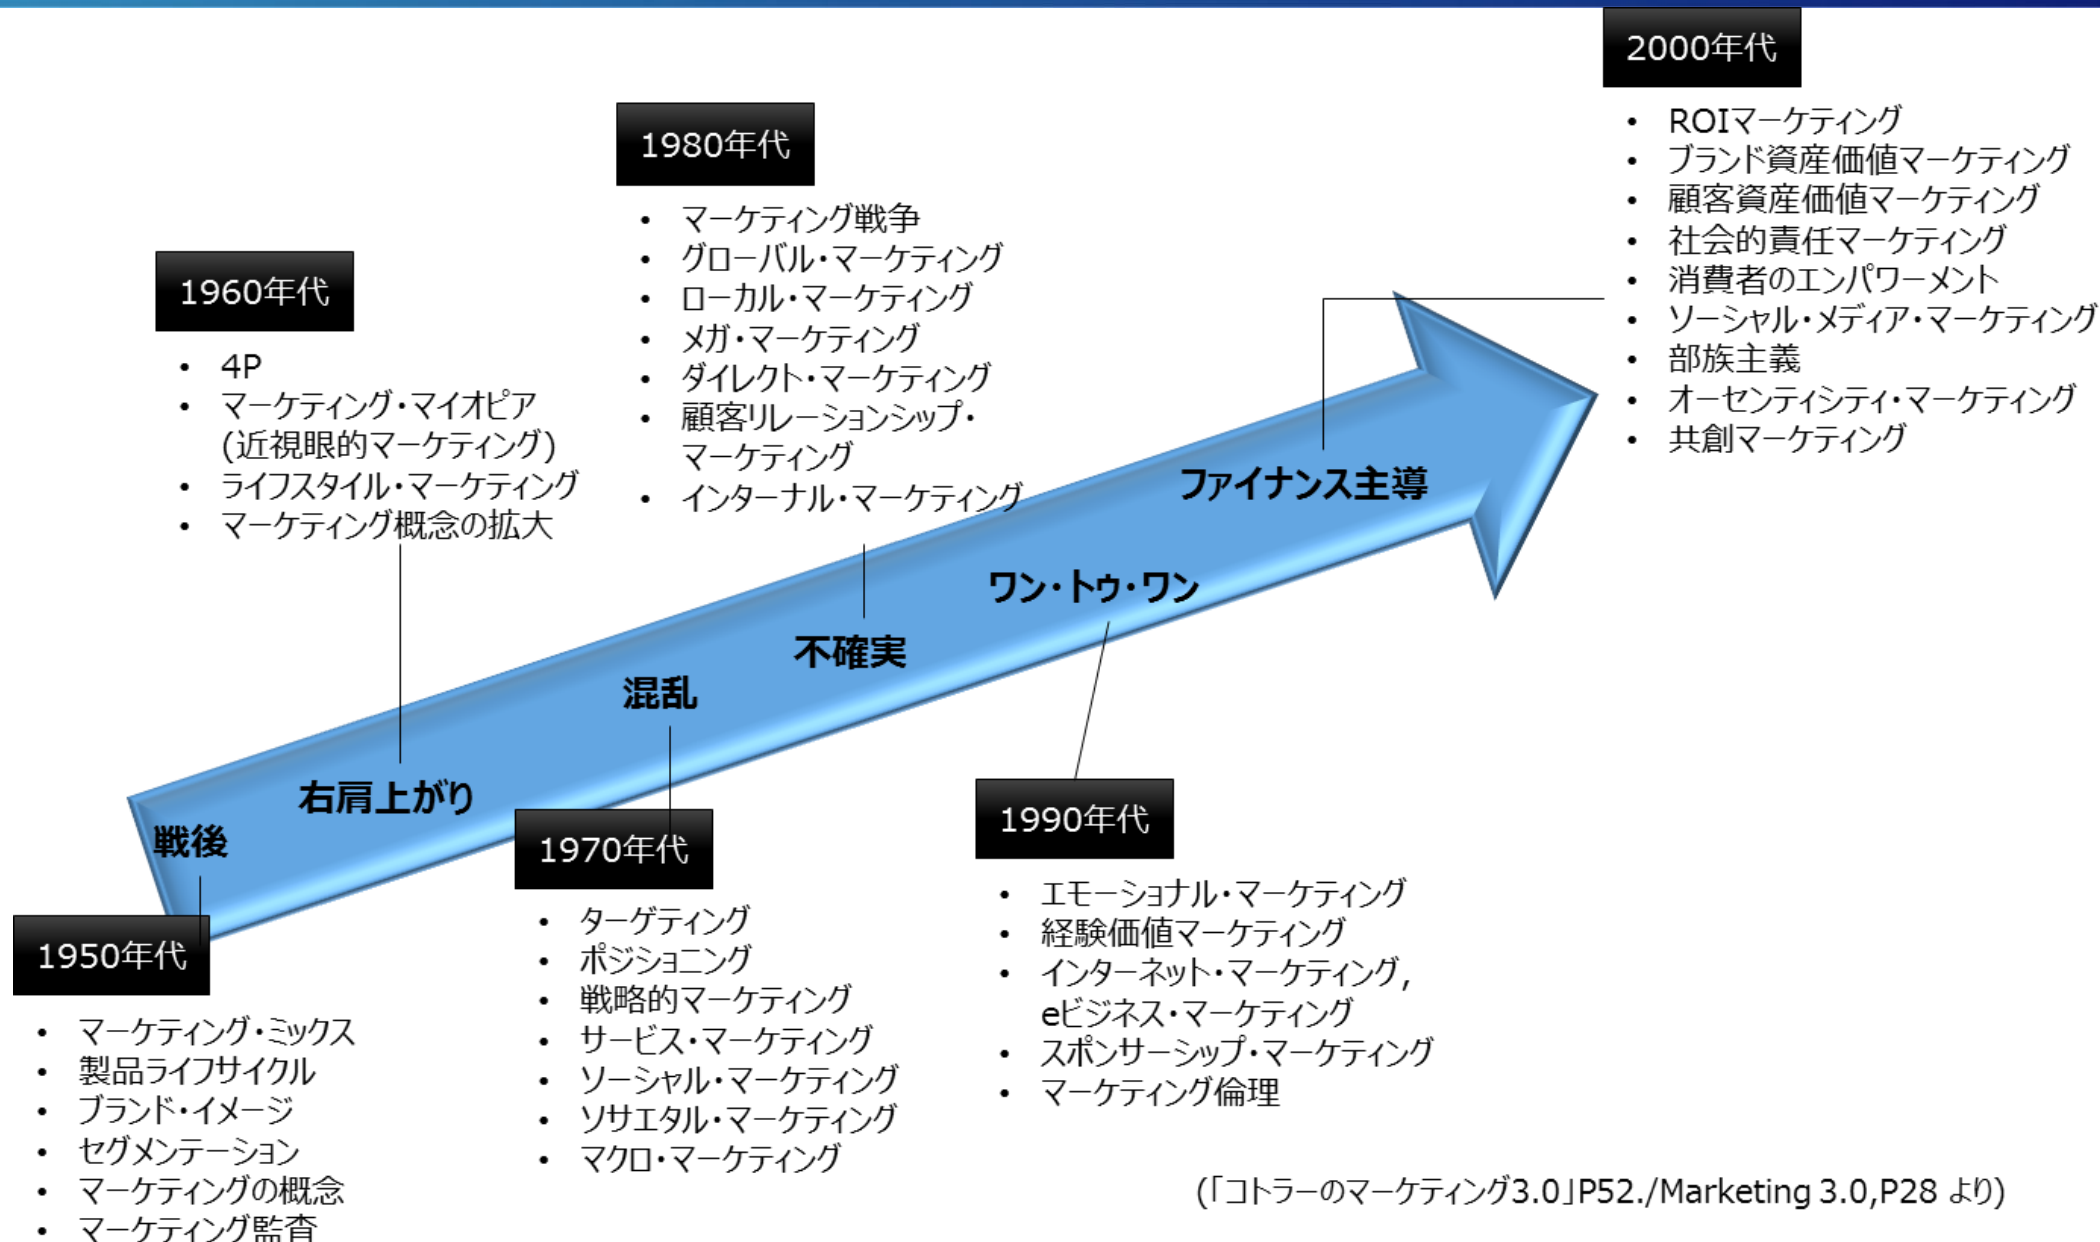 2000年代
• ROIマーケティング
• ブランド資産価値マーケティング
• 顧客資産価値マーケティング
• 社会的責任マーケティング
• 消費者のエンパワーメント
• ソーシャル・メディア・マーケティング
• 部族主義
• オーセンティシティ・マーケティング
• 共創マーケティング
1980年代
• マーケティング戦争
• グローバル・マーケティング
• ローカル・マーケティング
• メガ・マーケティング
• ダイレクト・マーケティング
• 顧客リレーションシップ・
マーケティング
• インターナル・マーケティング
1960年代
• 4P
• マーケティング・マイオピア
(近視眼的マーケティング)
• ライフスタイル・マーケティング
• マーケティング概念の拡大
ファイナンス主導
ワン・トゥ・ワン
不確実
混乱
右肩上がり
戦後
1950年代
• マーケティング・ミックス
• 製品ライフサイクル
• ブランド・イメージ
• セグメンテーション
• マーケティングの概念
• マーケティング監査
1970年代
• ターゲティング
• ポジショニング
• 戦略的マーケティング
• サービス・マーケティング
• ソーシャル・マーケティング
• ソサエタル・マーケティング
• マクロ・マーケティング
1990年代
• エモーショナル・マーケティング
• 経験価値マーケティング
• インターネット・マーケティング,
eビジネス・マーケティング
• スポンサーシップ・マーケティング
• マーケティング倫理
(「コトラーのマーケティング3.0」P52./Marketing 3.0,P28 より)